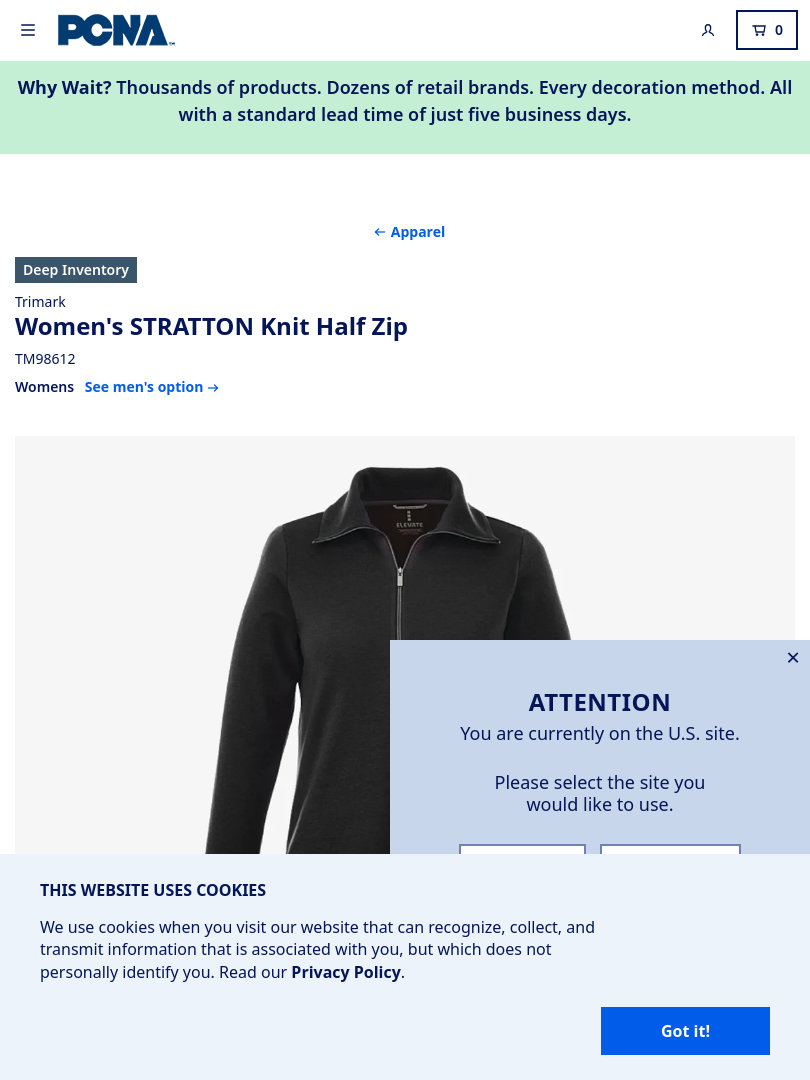 PCNA
0
Why Wait? Thousands of products. Dozens of retail brands. Every decoration method. All
with a standard lead time of just five business days.
← Apparel
Deep Inventory
Trimark
Women's STRATTON Knit Half Zip
TM98612
Womens See men's option →
ELEVATE
ATTENTION
You are currently on the U.S. site.
Please select the site you
would like to use.
THIS WEBSITE USES COOKIES
We use cookies when you visit our website that can recognize, collect, and
transmit information that is associated with you, but which does not
personally identify you. Read our Privacy Policy.
Got it!